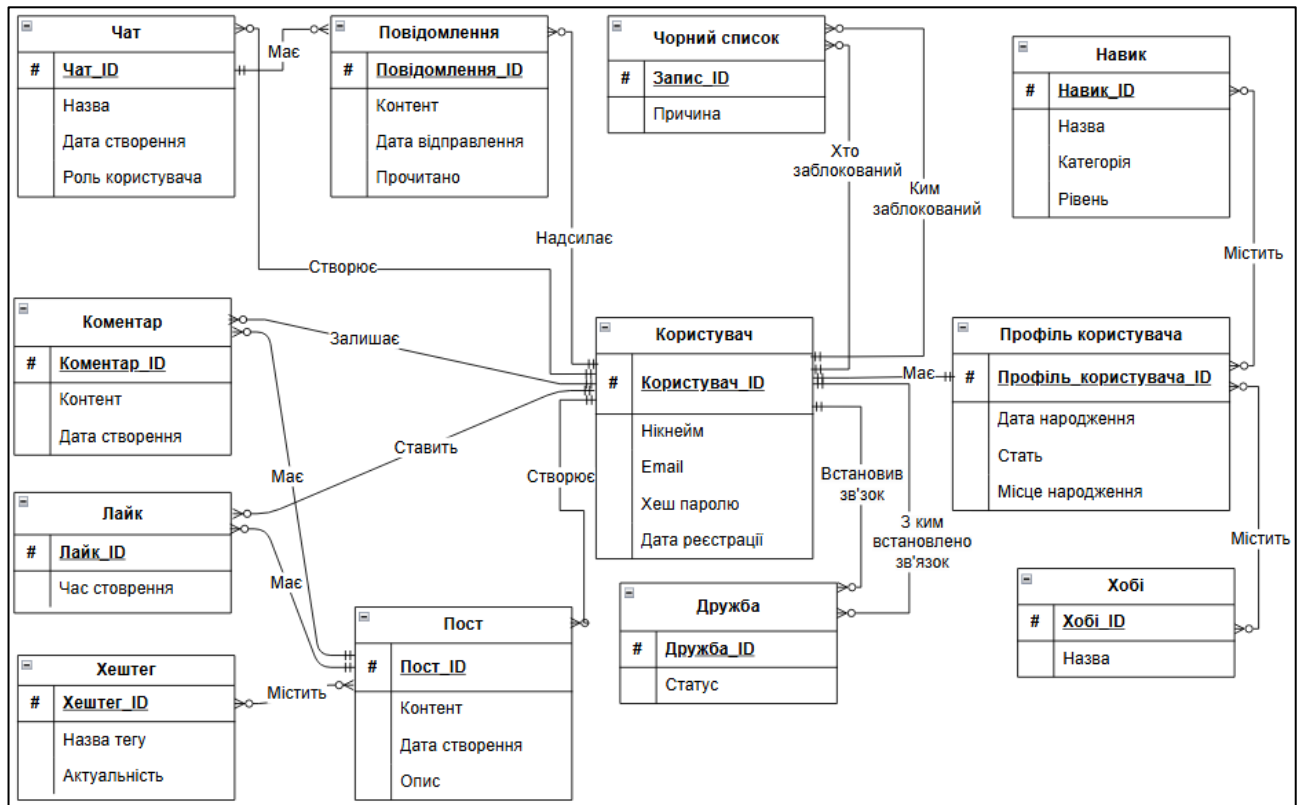 Чат
# Чат_ID
Назва
Дата створення
Роль користувача
Має
Повідомлення
# Повідомлення_ID
Контент
Дата відправлення
Прочитано
Чорний список
# Запис_ID
Причина
Навик
# Навик_ID
Назва
Категорія
Рівень
Хто
заблокований
Ким
заблокований
Надсилає
Створює
Містить
Коментар
# Коментар_ID
Контент
Дата створення
Залишає
Користувач
# Користувач_ID
Нікнейм
Email
Хеш паролю
Дата реєстрації
Має
Профіль користувача
# Профіль_користувача_ID
Дата народження
Стать
Місце народження
Ставить
Має
Створює
Встановив
зв'зок
З ким
встановлено
зв'язок
Містить
Лайк
# Лайк_ID
Час стоврення
Має
Дружба
# Дружба_ID
Статус
Хобі
# Хобі_ID
Назва
Пост
# Пост_ID
Контент
Дата створення
Опис
Хештег
# Хештег_ID
Назва тегу
Актуальність
Містить